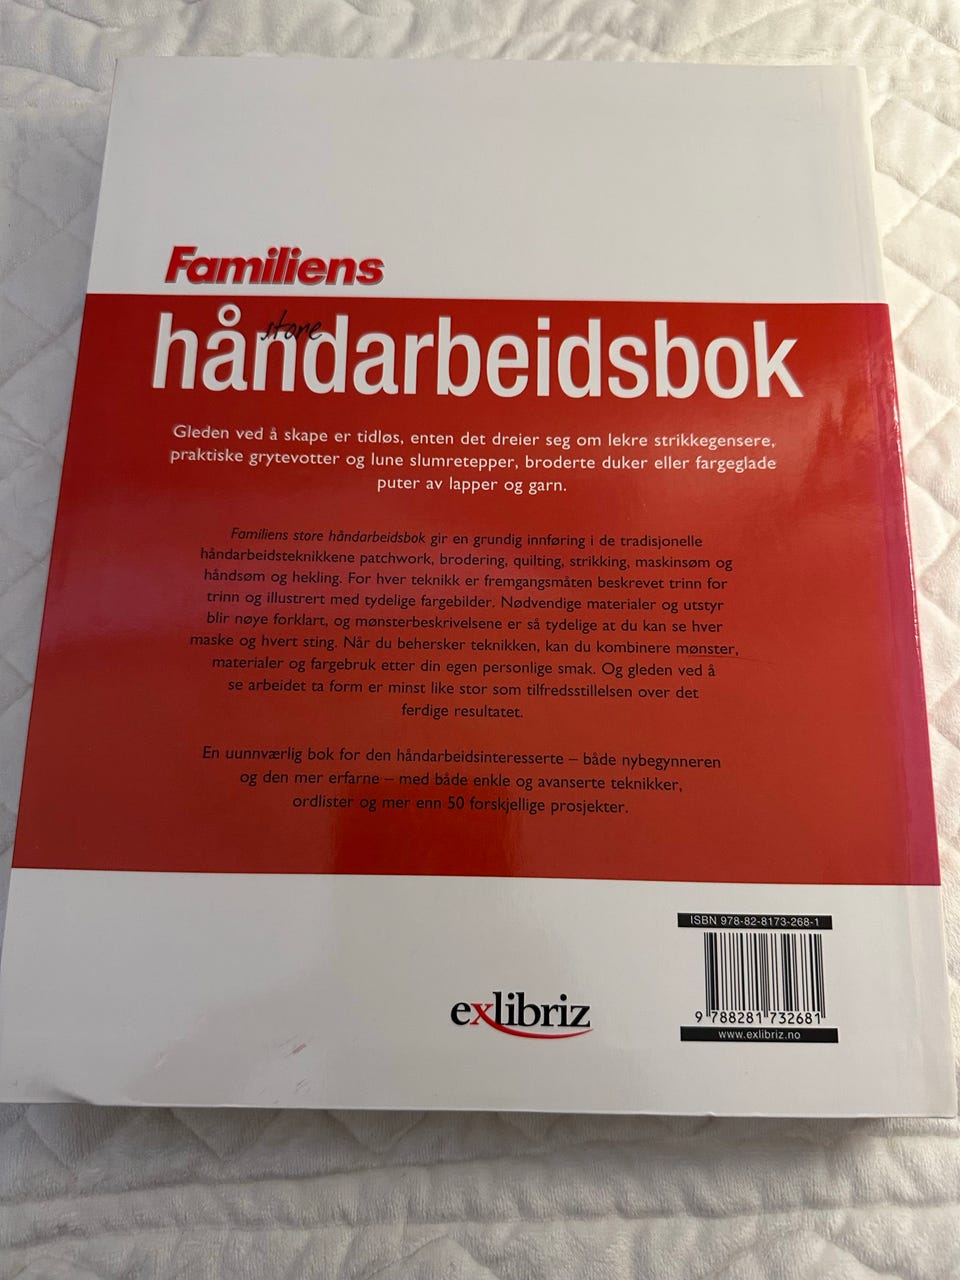 Familiens
store
håndarbeidsbok
Gleden ved å skape er tidløs, enten det dreier seg om lekre strikkegensere,
praktiske grytevotter og lune slumretepper, broderte duker eller fargeglade
puter av lapper og garn.
Familiens store håndarbeidsbok gir en grundig innføring i de tradisjonelle
håndarbeidsteknikkene patchwork, brodering, quilting, strikking, maskinsøm og
håndsøm og hekling. For hver teknikk er fremgangsmåten beskrevet trinn for
trinn og illustrert med tydelige fargebilder. Nødvendige materialer og utstyr
blir nøye forklart, og mønsterbeskrivelsene er så tydelige at du kan se hver
maske og hvert sting. Når du behersker teknikken, kan du kombinere mønster,
materialer og fargebruk etter din egen personlige smak. Og gleden ved å
se arbeidet ta form er minst like stor som tilfredsstillelsen over det
ferdige resultatet.
En uunnværlig bok for den håndarbeidsinteresserte – både nybegynneren
og den mer erfarne – med både enkle og avanserte teknikker,
ordlister og mer enn 50 forskjellige prosjekter.
ISBN 978-82-8173-268-1
9 788281 732681
www.exlibriz.no
exlibriz